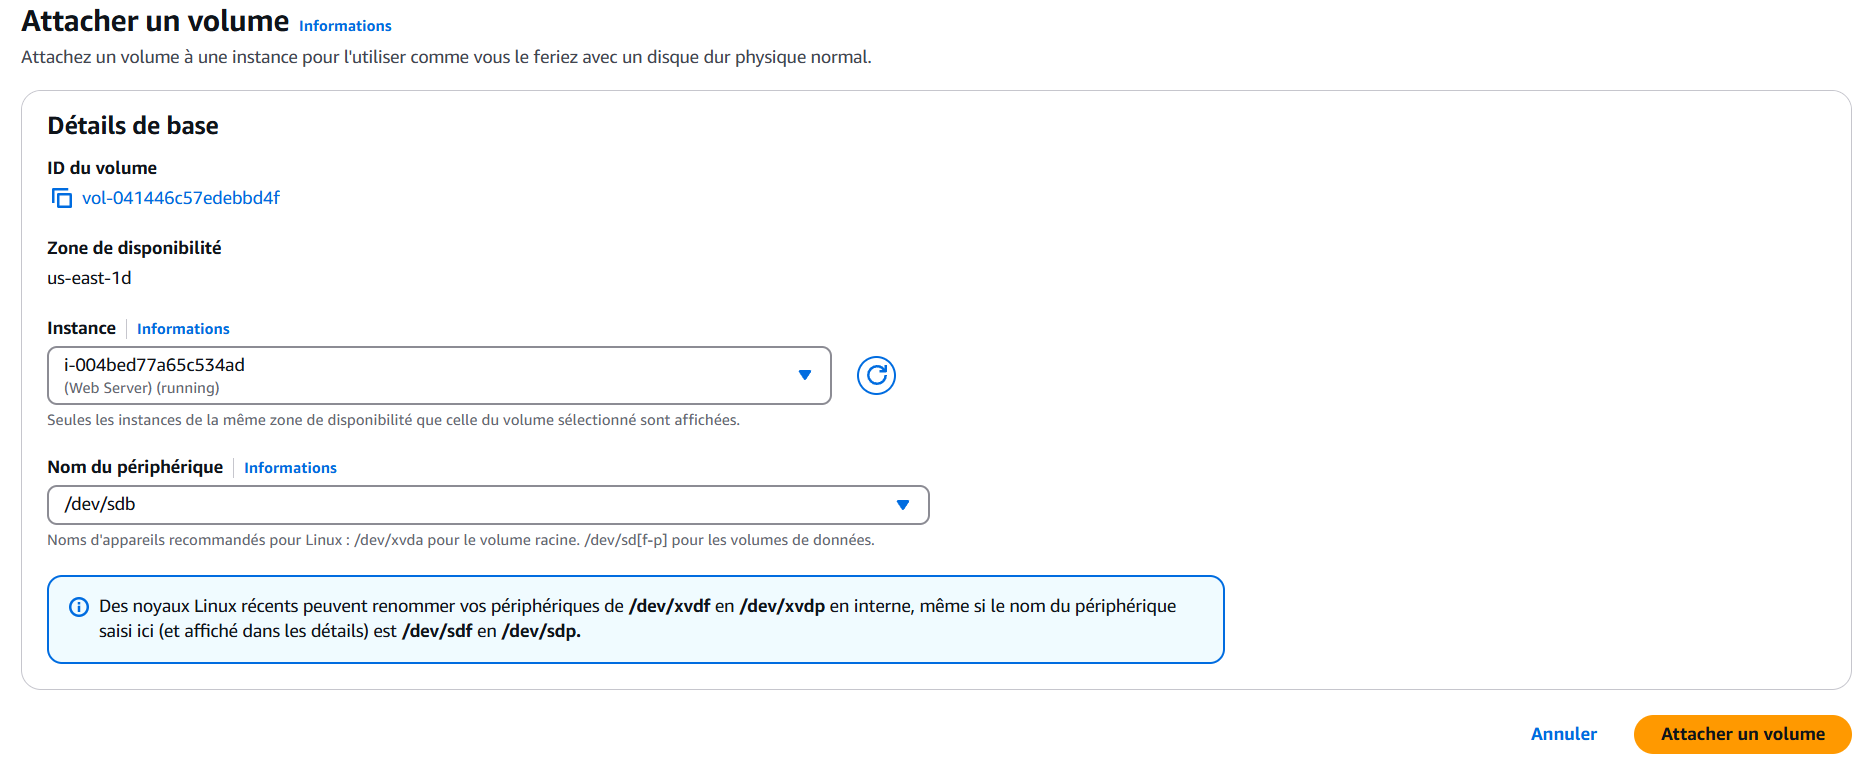 Attacher un volume Informations
Attachez un volume à une instance pour l'utiliser comme vous le feriez avec un disque dur physique normal.
Détails de base
ID du volume
vol-041446c57edebbd4f
Zone de disponibilité
us-east-1d
Instance Informations
i-004bed77a65c534ad
(Web Server) (running)
Seules les instances de la même zone de disponibilité que celle du volume sélectionné sont affichées.
Nom du périphérique Informations
/dev/sdb
Noms d'appareils recommandés pour Linux : /dev/xvda pour le volume racine. /dev/sd[f-p] pour les volumes de données.
Des noyaux Linux récents peuvent renommer vos périphériques de /dev/xvdf en /dev/xvdp en interne, même si le nom du périphérique
saisi ici (et affiché dans les détails) est /dev/sdf en /dev/sdp.
Annuler Attacher un volume